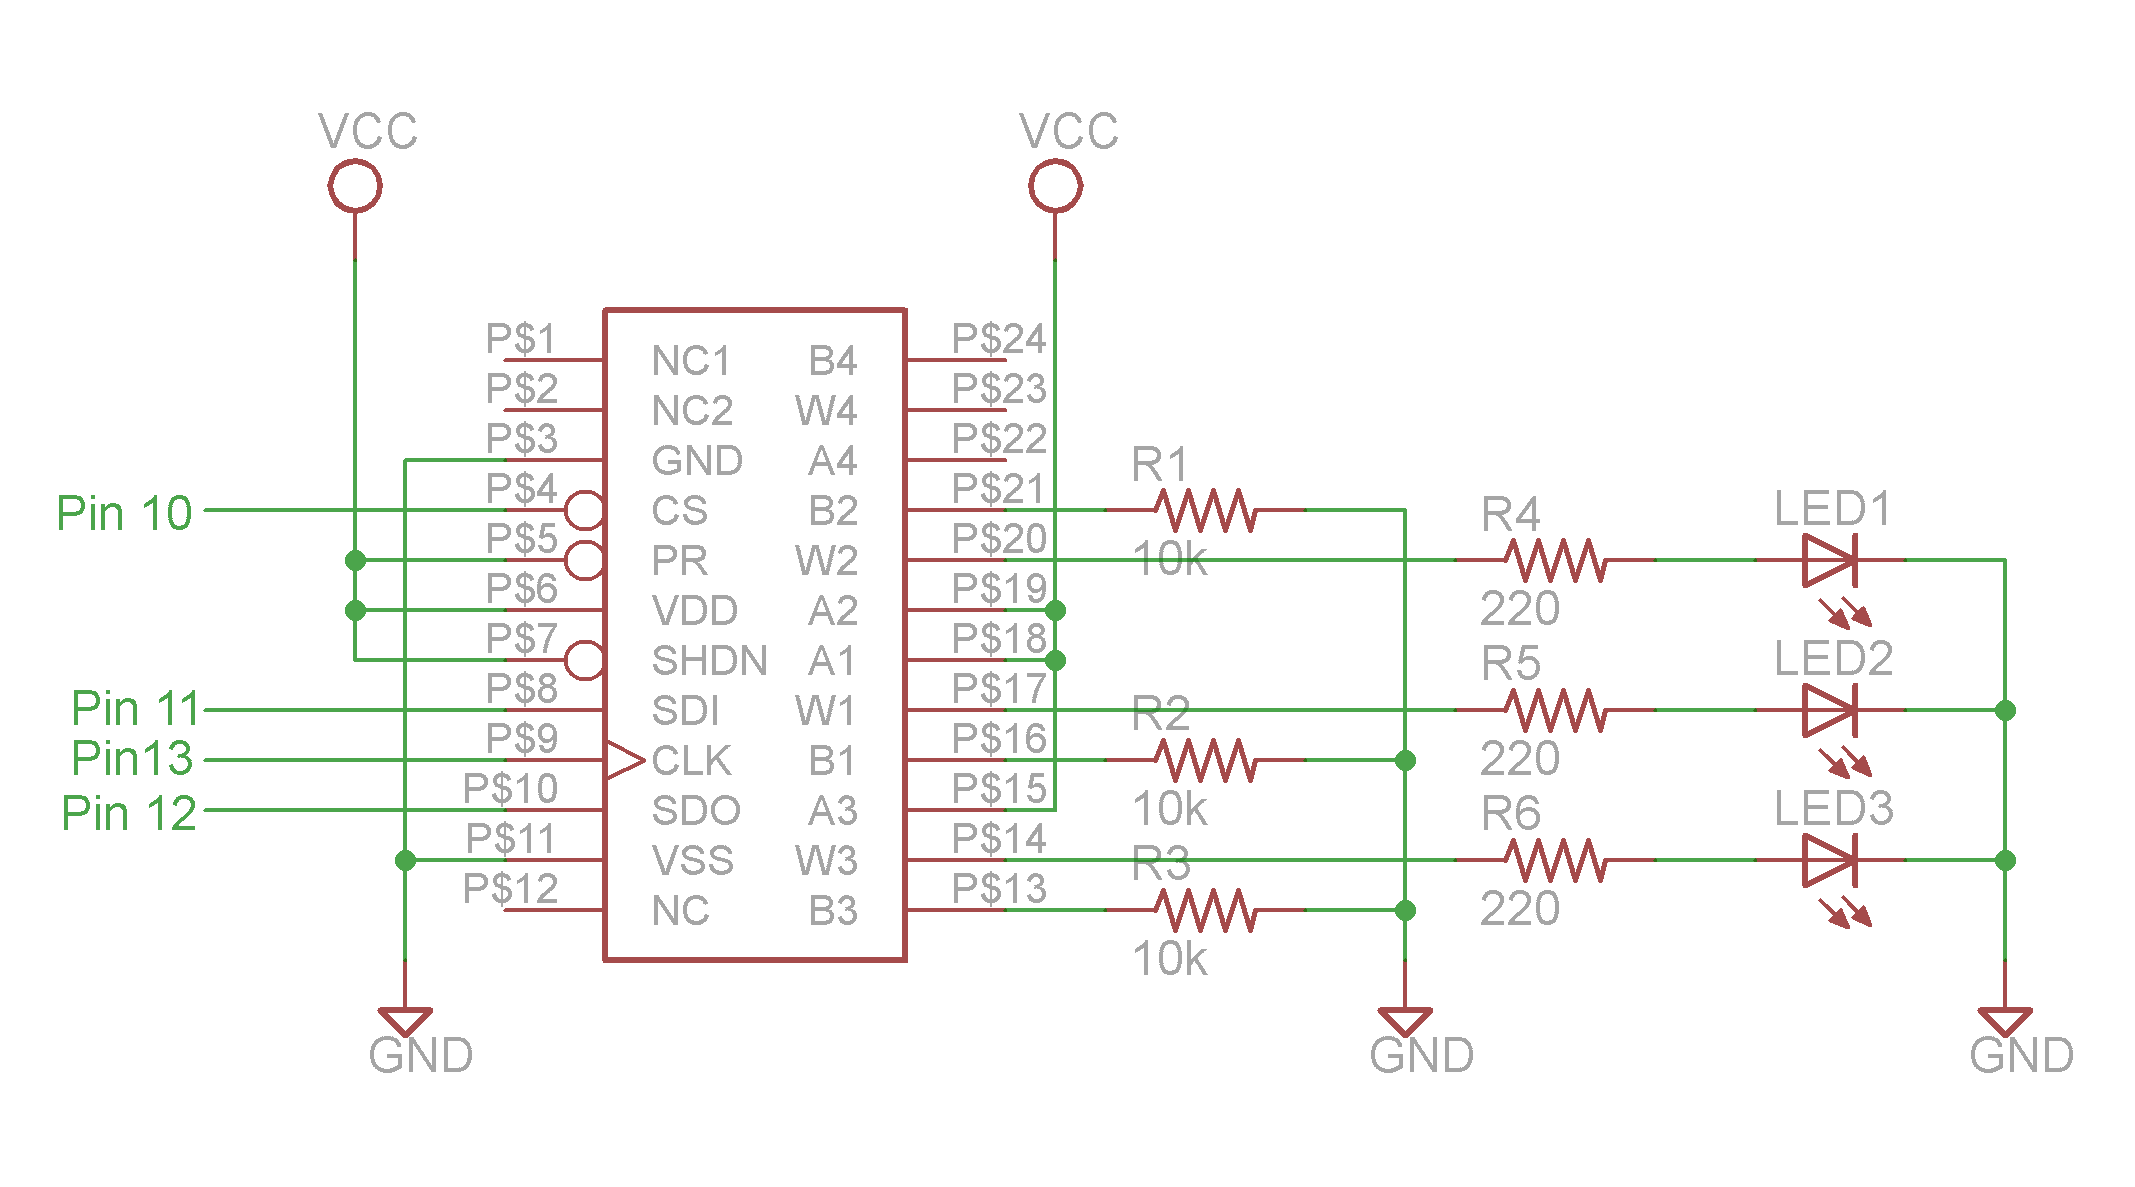 VCC
VCC
P$1 NC1 B4 P$24
P$2 NC2 W4 P$23
P$3 GND A4 P$22
R1
Pin 10 P$4 CS B2 P$21
10k
R4
LED1
P$5 PR W2 P$20
220
P$6 VDD A2 P$19
P$7 SHDN A1 P$18
R5
LED2
Pin 11 P$8 SDI W1 P$17
R2
220
Pin13 P$9 CLK B1 P$16
10k
R6
LED3
Pin 12 P$10 SDO A3 P$15
P$11 VSS W3 P$14
R3
220
P$12 NC B3 P$13
10k
GND
GND
GND